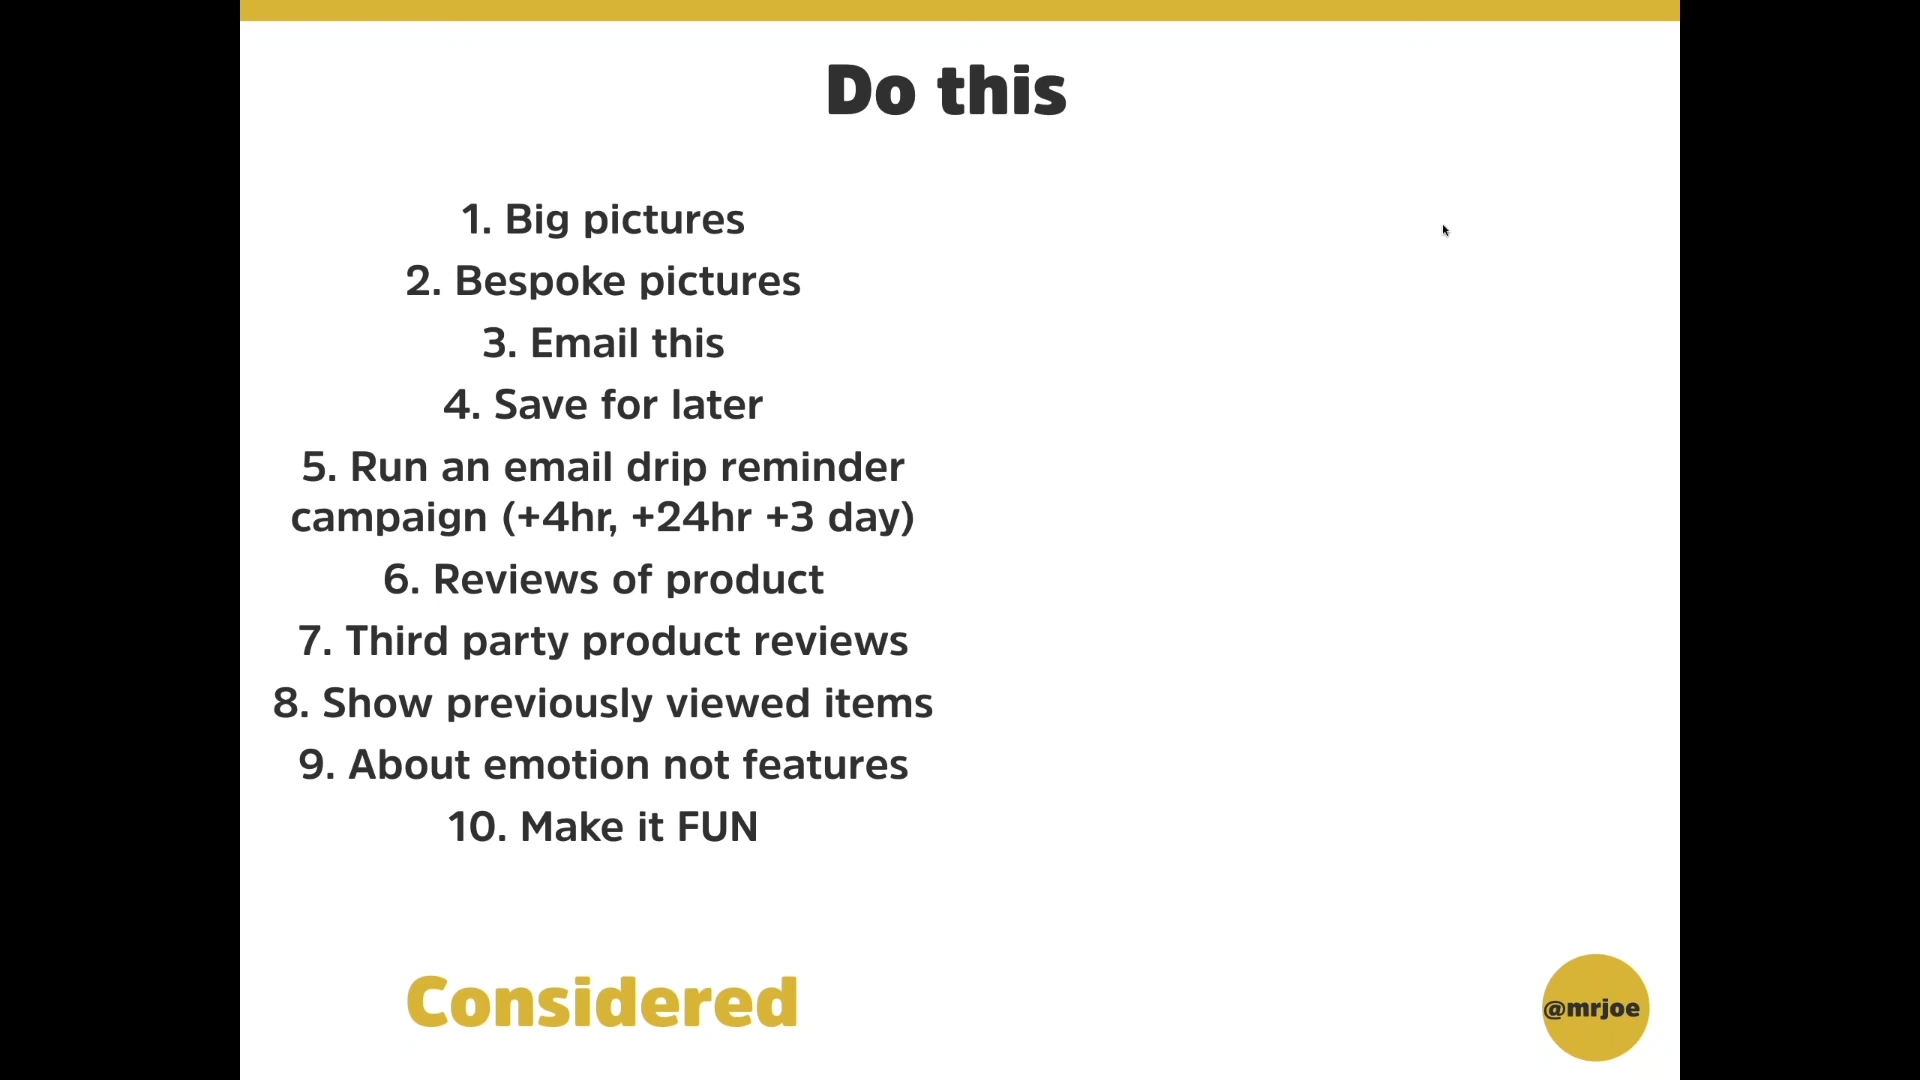 Do this
1. Big pictures
2. Bespoke pictures
3. Email this
4. Save for later
5. Run an email drip reminder
campaign (+4hr, +24hr +3 day)
6. Reviews of product
7. Third party product reviews
8. Show previously viewed items
9. About emotion not features
10. Make it FUN
Considered
@mrjoe